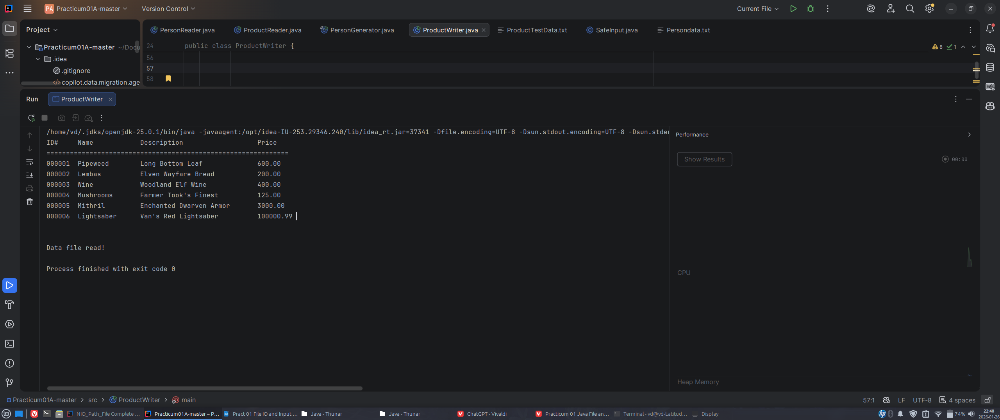 PA Practicum01A-master Version Control Current File
Project
PersonReader.java ProductReader.java PersonGenerator.java ProductWriter.java ProductTestData.txt SafeInput.java Persondata.txt
Practicum01A-master ~/Docu
24 public class ProductWriter { 8 1
.idea
56
.gitignore
57
copilot.data.migration.age
58
Run ProductWriter
/home/vd/.jdks/openjdk-25.0.1/bin/java -javaagent:/opt/idea-IU-253.29346.240/lib/idea_rt.jar=37341 -Dfile.encoding=UTF-8 -Dsun.stdout.encoding=UTF-8 -Dsun.stder
Performance
ID# Name Description Price
==============================================================
Show Results 00:00
000001 Pipeweed Long Bottom Leaf 600.00
000002 Lembas Elven Wayfare Bread 200.00
000003 Wine Woodland Elf Wine 400.00
000004 Mushrooms Farmer Took's Finest 125.00
000005 Mithril Enchanted Dwarven Armor 3000.00
000006 Lightsaber Van's Red Lightsaber 100000.99
Data file read!
Process finished with exit code 0
CPU
Heap Memory
Practicum01A-master > src > ProductWriter > main 57:1 LF UTF-8 4 spaces
NIO_Path_File Complete ... Practicum01A-master – P... Pract 01 File IO and Input ... Java - Thunar Java - Thunar ChatGPT - Vivaldi Practicum 01 Java File an... Terminal - vd@vd-Latitud... Display 74% 22:40
2026-01-26